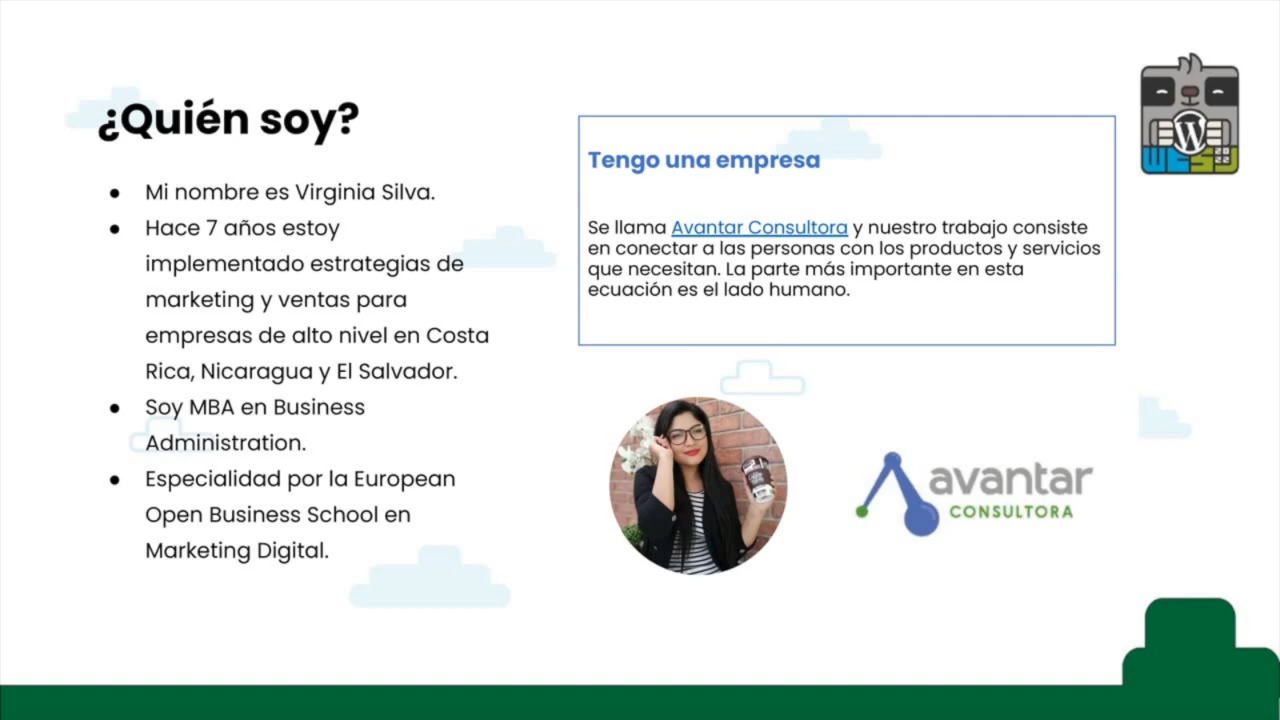 ¿Quién soy?
● Mi nombre es Virginia Silva.
● Hace 7 años estoy
implementado estrategias de
marketing y ventas para
empresas de alto nivel en Costa
Rica, Nicaragua y El Salvador.
● Soy MBA en Business
Administration.
● Especialidad por la European
Open Business School en
Marketing Digital.
Tengo una empresa
Se llama Avantar Consultora y nuestro trabajo consiste
en conectar a las personas con los productos y servicios
que necesitan. La parte más importante en esta
ecuación es el lado humano.
avantar
CONSULTORA
W